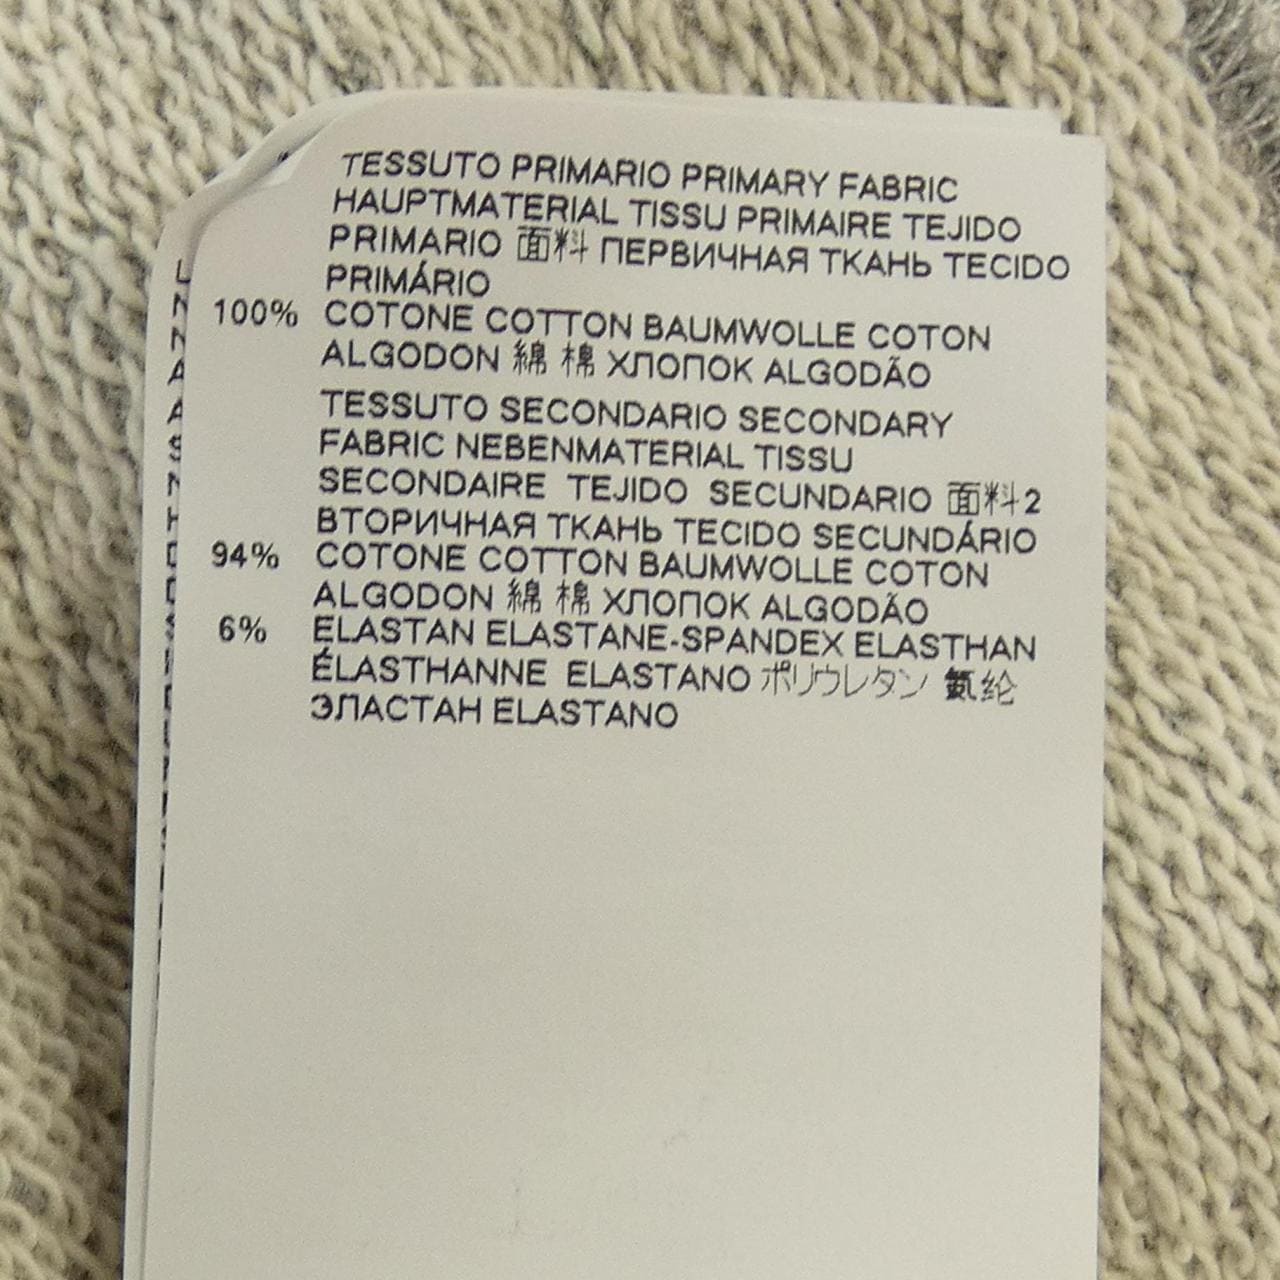 TESSUTO PRIMARIO PRIMARY FABRIC
HAUPTMATERIAL TISSU PRIMAIRE TEJIDO
PRIMARIO 面料 ПЕРВИЧНАЯ ТКАНЬ TECIDO
PRIMÁRIO
100% COTONE COTTON BAUMWOLLE COTON
ALGODON 綿 棉 ХЛОПОК ALGODÃO
TESSUTO SECONDARIO SECONDARY
FABRIC NEBENMATERIAL TISSU
SECONDAIRE TEJIDO SECUNDARIO 面料2
ВТОРИЧНАЯ ТКАНЬ TECIDO SECUNDÁRIO
94% COTONE COTTON BAUMWOLLE COTON
ALGODON 綿 棉 ХЛОПОК ALGODÃO
6% ELASTAN ELASTANE-SPANDEX ELASTHAN
ÉLASTHANNE ELASTANO ポリウレタン 氨纶
ЭЛАСТАН ELASTANO